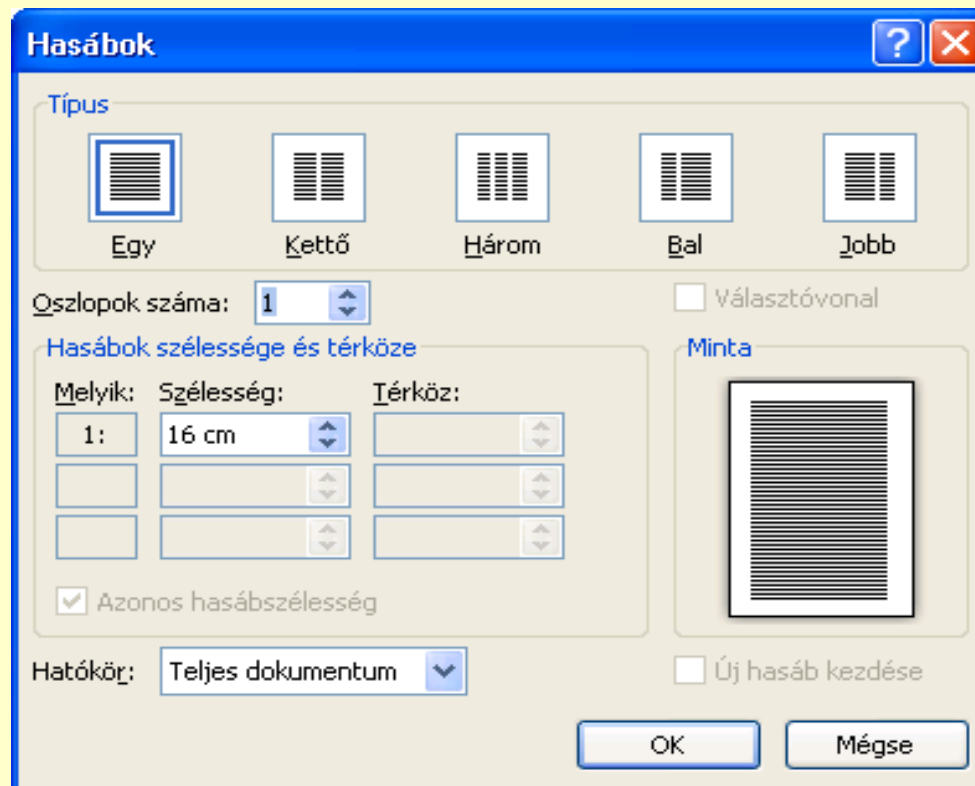 Hasábok
Típus
Egy Kettő Három Bal Jobb
Oszlopok száma: 1 Választóvonal
Hasábok szélessége és térköze Minta
Melyik: Szélesség: Térköz:
1: 16 cm
Azonos hasábszélesség
Hatókör: Teljes dokumentum Új hasáb kezdése
OK Mégse